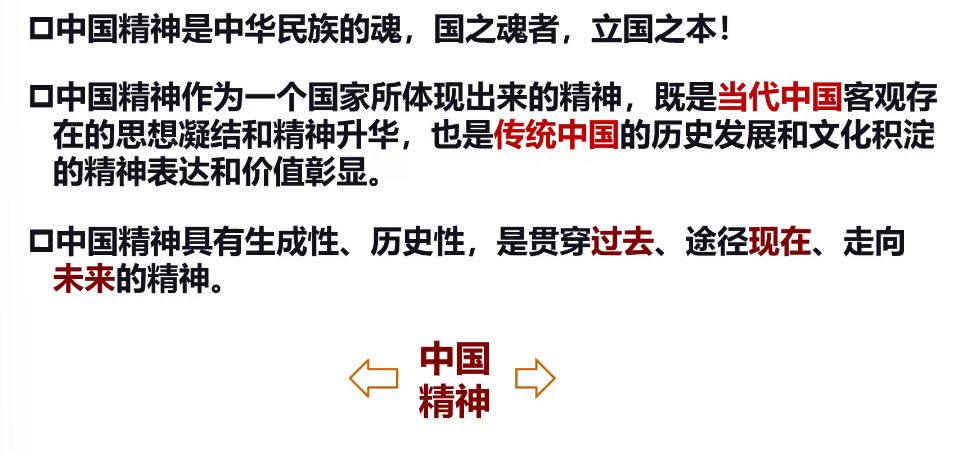 中国精神是中华民族的魂，国之魂者，立国之本！
中国精神作为一个国家所体现出来的精神，既是当代中国客观存
在的思想凝结和精神升华，也是传统中国的历史发展和文化积淀
的精神表达和价值彰显。
中国精神具有生成性、历史性，是贯穿过去、途径现在、走向
未来的精神。
中国
精神